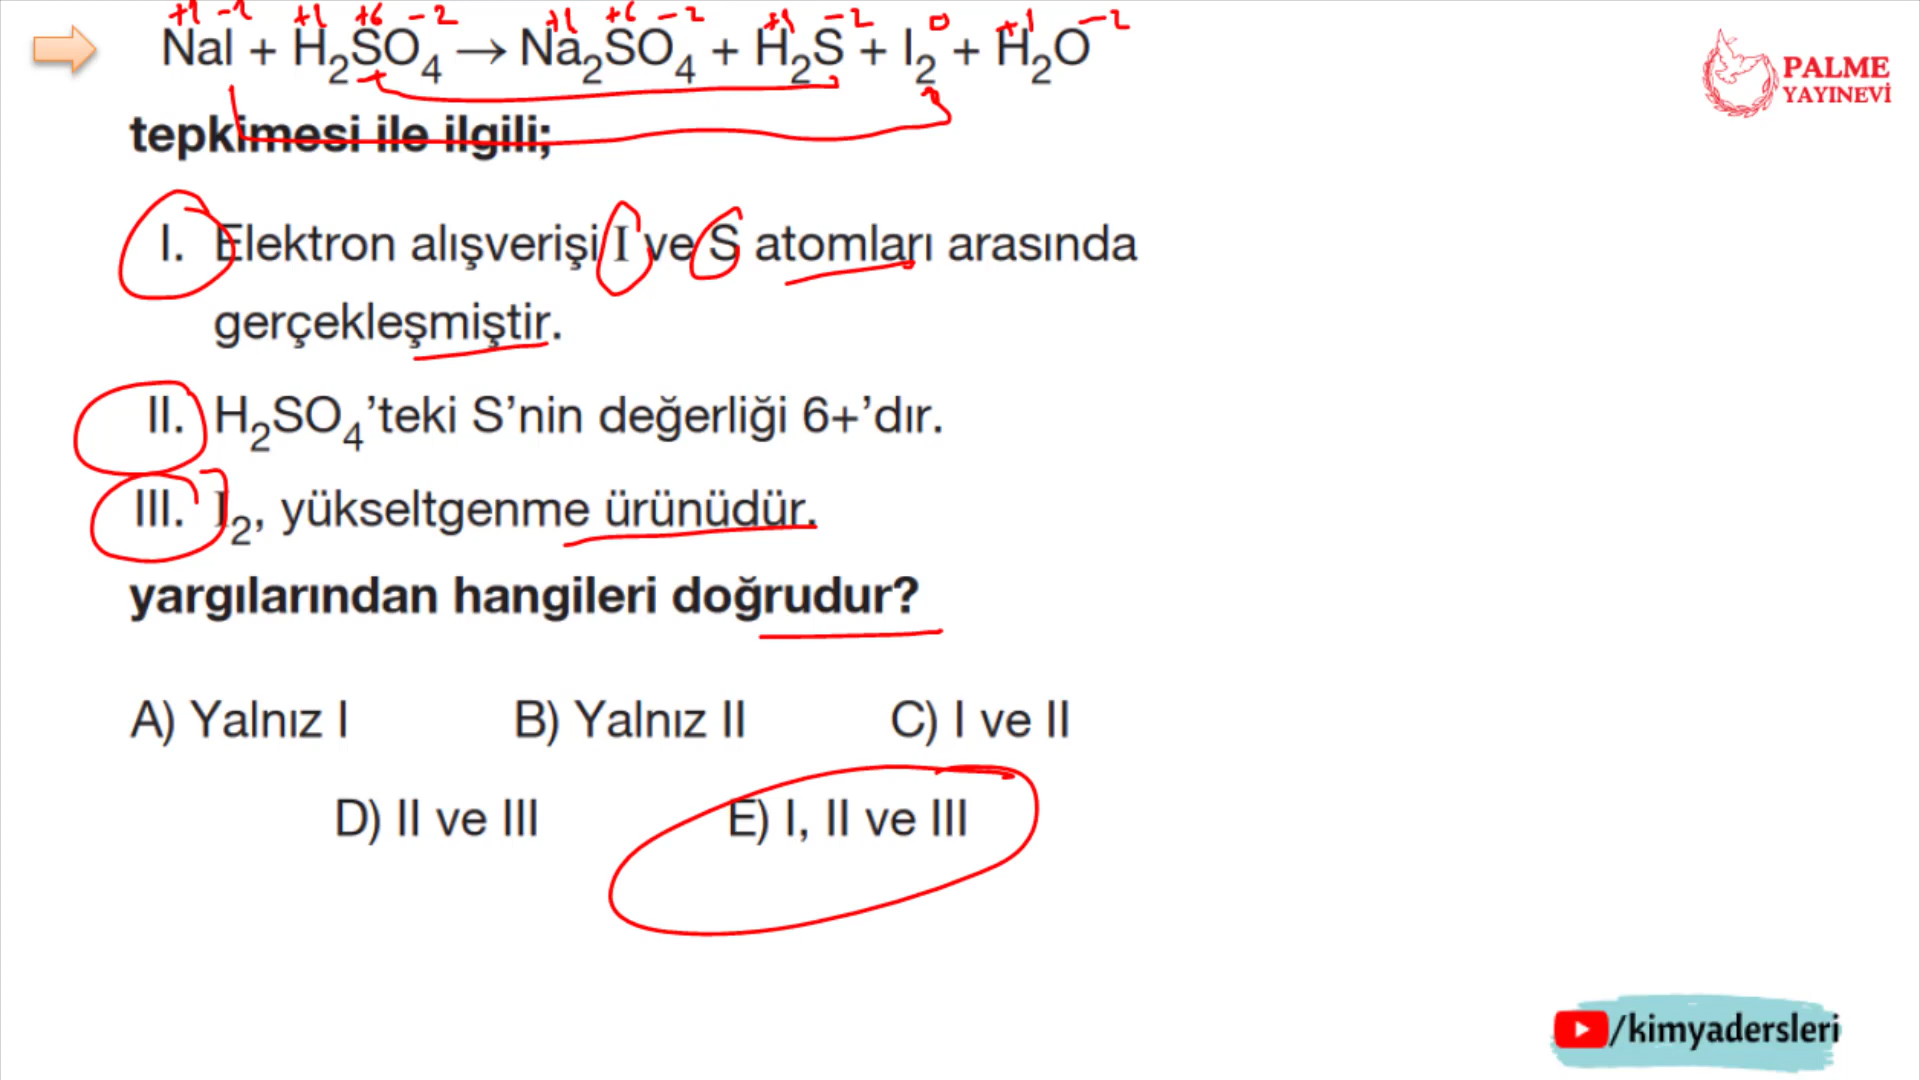 +1 -1 +1 +6 -2 +1 +6 -2 +1 -2 0 +1 -2
NaI + H₂SO₄ → Na₂SO₄ + H₂S + I₂ + H₂O
PALME
YAYINEVİ
tepkimesi ile ilgili;
I. Elektron alışverişi I ve S atomları arasında
gerçekleşmiştir.
II. H₂SO₄’teki S’nin değerliği 6+’dır.
III. I₂, yükseltgenme ürünüdür.
yargılarından hangileri doğrudur?
A) Yalnız I B) Yalnız II C) I ve II
D) II ve III E) I, II ve III
/kimyadersleri